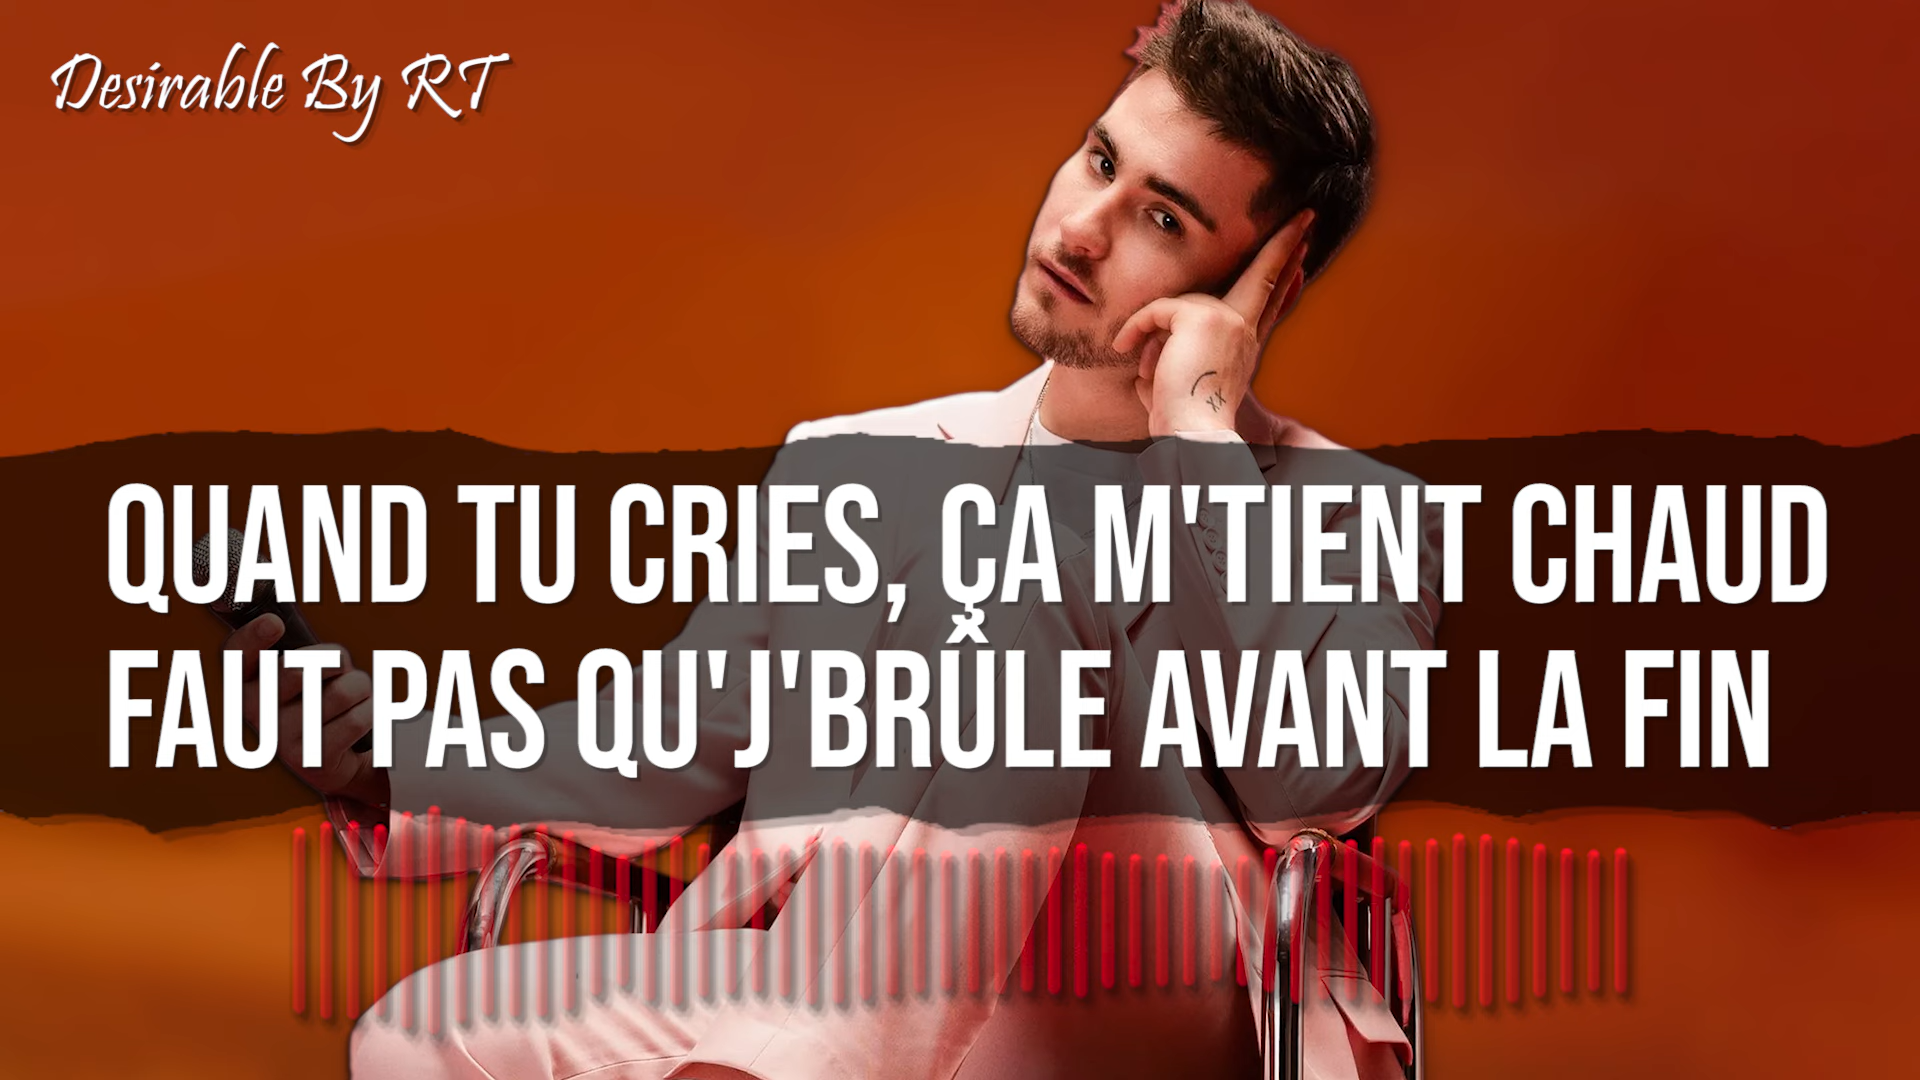 Desirable By RT
QUAND TU CRIES, ÇA M'TIENT CHAUD
FAUT PAS QU'J'BRÛLE AVANT LA FIN